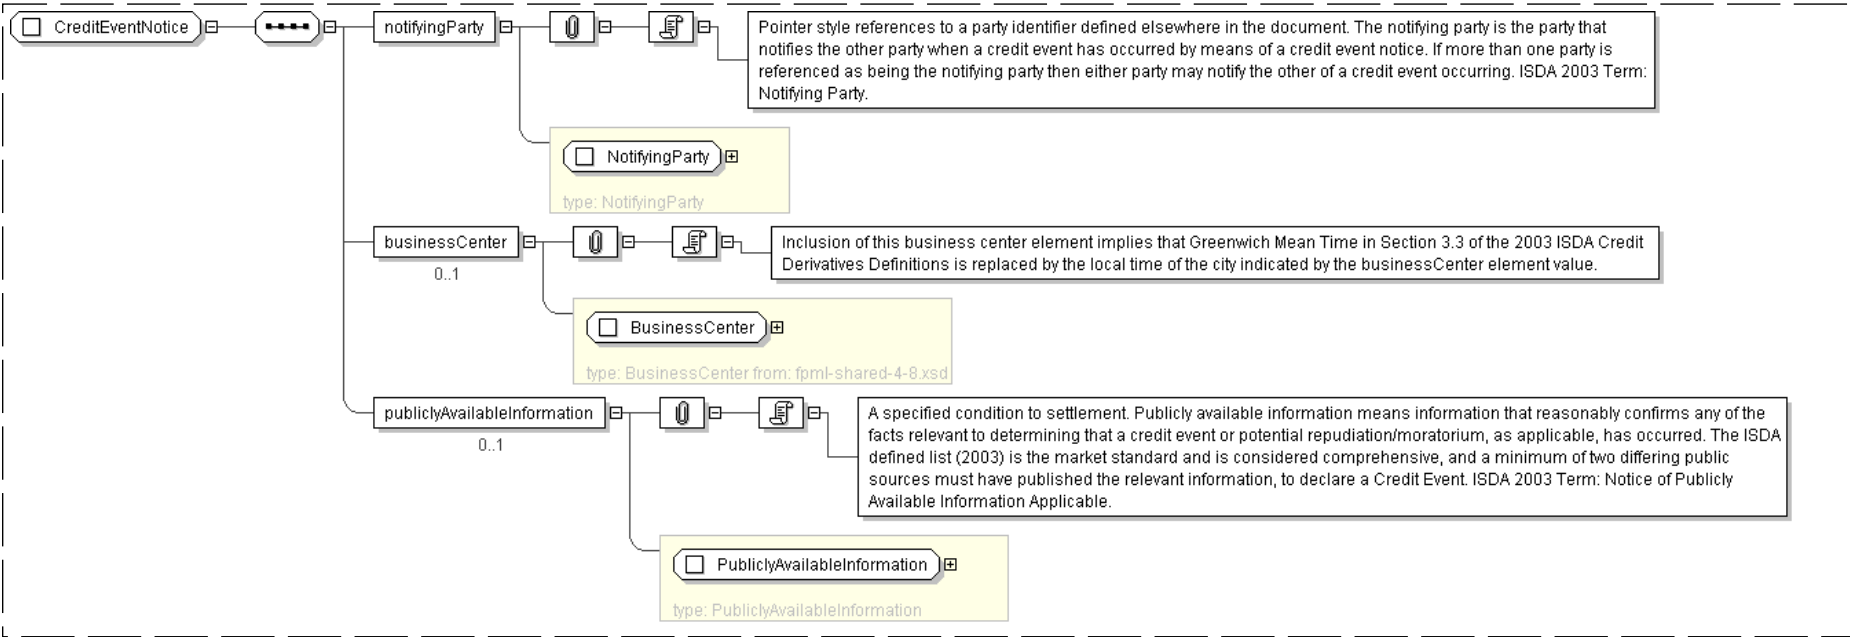 CreditEventNotice
notifyingParty
Pointer style references to a party identifier defined elsewhere in the document. The notifying party is the party that
notifies the other party when a credit event has occurred by means of a credit event notice. If more than one party is
referenced as being the notifying party then either party may notify the other of a credit event occurring. ISDA 2003 Term:
Notifying Party.
NotifyingParty
type: NotifyingParty
businessCenter
0..1
Inclusion of this business center element implies that Greenwich Mean Time in Section 3.3 of the 2003 ISDA Credit
Derivatives Definitions is replaced by the local time of the city indicated by the businessCenter element value.
BusinessCenter
type: BusinessCenter from: fpml-shared-4-8.xsd
publiclyAvailableInformation
0..1
A specified condition to settlement. Publicly available information means information that reasonably confirms any of the
facts relevant to determining that a credit event or potential repudiation/moratorium, as applicable, has occurred. The ISDA
defined list (2003) is the market standard and is considered comprehensive, and a minimum of two differing public
sources must have published the relevant information, to declare a Credit Event. ISDA 2003 Term: Notice of Publicly
Available Information Applicable.
PubliclyAvailableInformation
type: PubliclyAvailableInformation